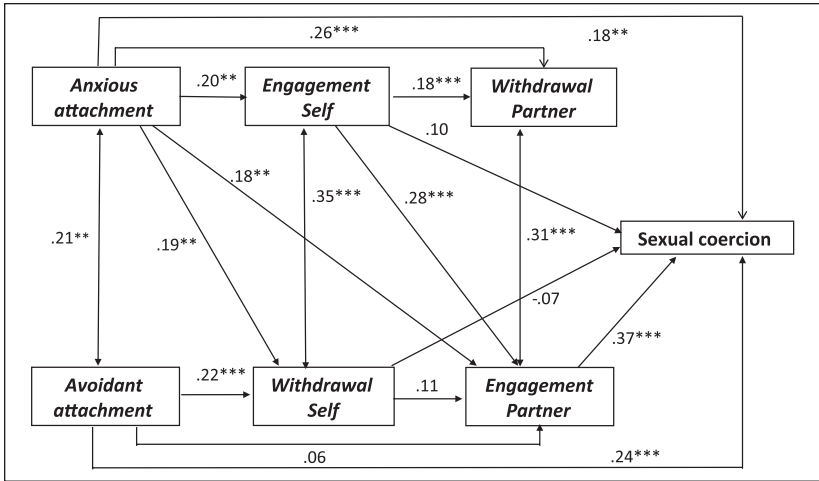 .26***
.18**
Anxious
attachment
.20**
Engagement
Self
.18***
Withdrawal
Partner
.10
.18**
.35***
.28***
.21**
.19**
.31***
Sexual coercion
-.07
.37***
Avoidant
attachment
.22***
Withdrawal
Self
.11
Engagement
Partner
.06
.24***